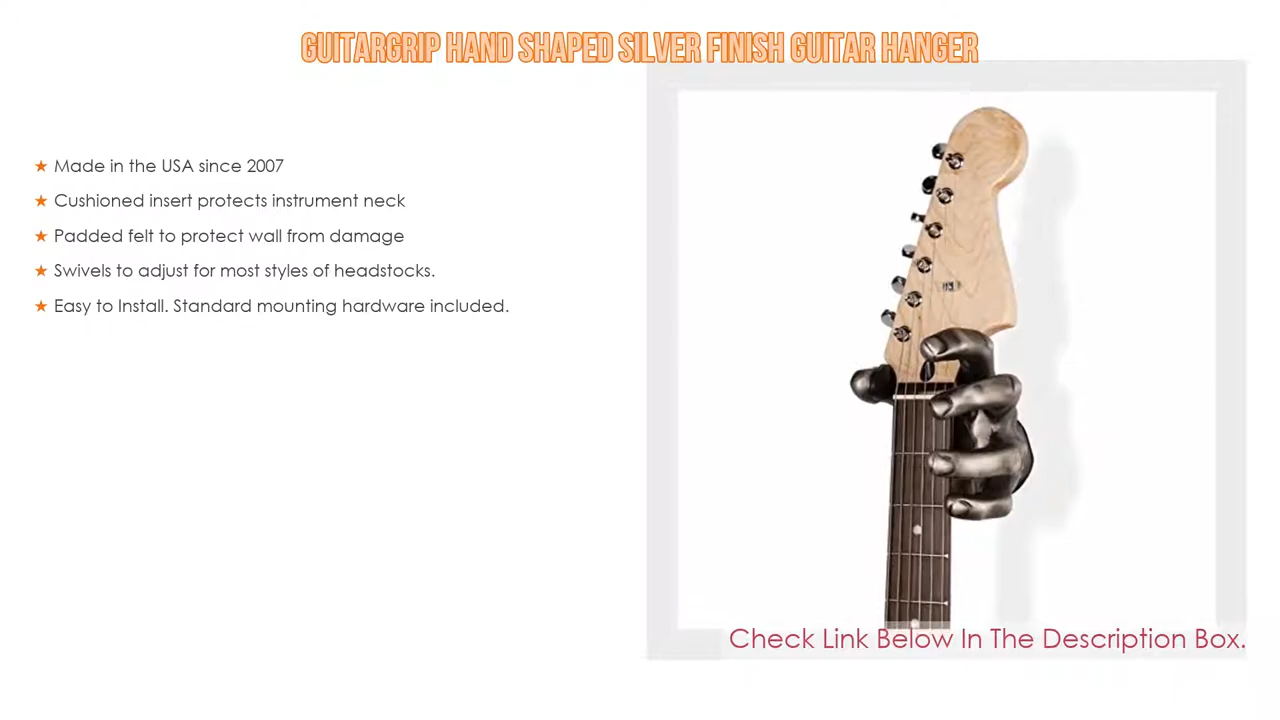 GUITARGRIP HAND SHAPED SILVER FINISH GUITAR HANGER
★ Made in the USA since 2007
★ Cushioned insert protects instrument neck
★ Padded felt to protect wall from damage
★ Swivels to adjust for most styles of headstocks.
★ Easy to Install. Standard mounting hardware included.
Check Link Below In The Description Box.